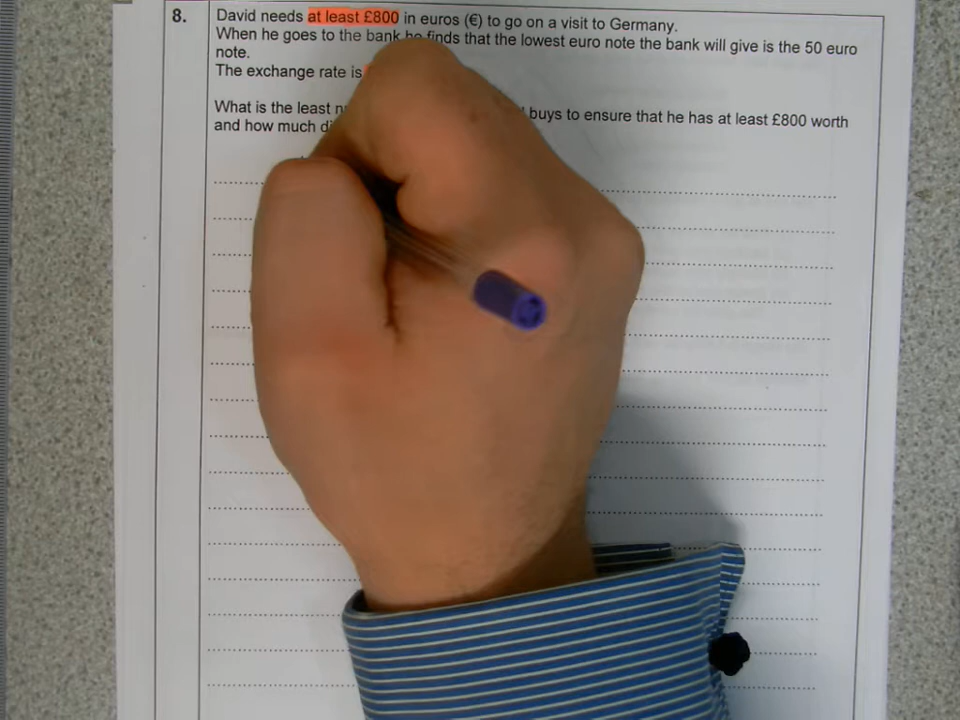 8. David needs at least £800 in euros (€) to go on a visit to Germany.
When he goes to the bank he finds that the lowest euro note the bank will give is the 50 euro
note.
The exchange rate is
What is the least buys to ensure that he has at least £800 worth
and how much